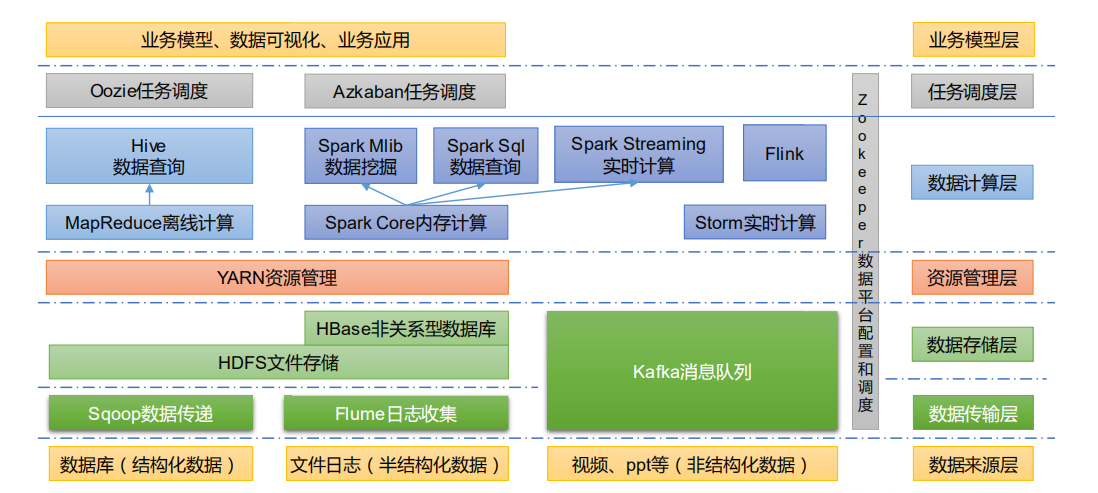 业务模型、数据可视化、业务应用
业务模型层
Oozie任务调度
Azkaban任务调度
任务调度层
Hive
数据查询
Spark Mlib
数据挖掘
Spark Sql
数据查询
Spark Streaming
实时计算
Flink
数据计算层
MapReduce离线计算
Spark Core内存计算
Storm实时计算
Zookeeper数据平台配置和调度
YARN资源管理
资源管理层
HBase非关系型数据库
HDFS文件存储
Kafka消息队列
数据存储层
Sqoop数据传递
Flume日志收集
数据传输层
数据库（结构化数据）
文件日志（半结构化数据）
视频、ppt等（非结构化数据）
数据来源层